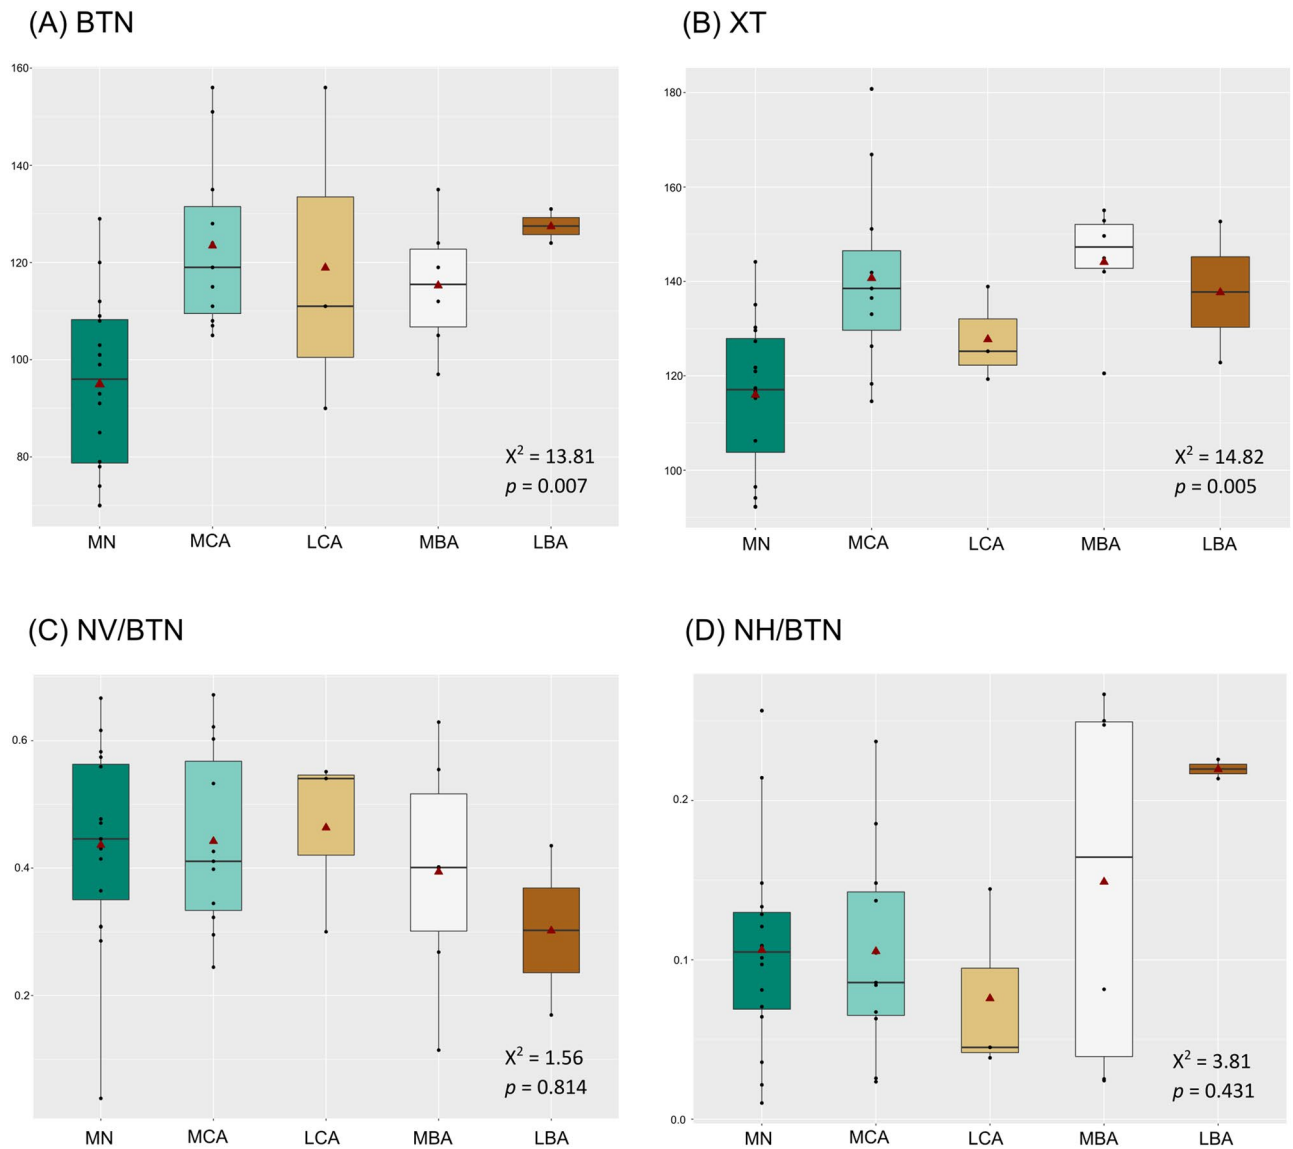 (A) BTN
160
140
120
100
80
X² = 13.81
p = 0.007
MN MCA LCA MBA LBA
(B) XT
180
160
140
120
100
X² = 14.82
p = 0.005
MN MCA LCA MBA LBA
(C) NV/BTN
0.6
0.4
0.2
X² = 1.56
p = 0.814
MN MCA LCA MBA LBA
(D) NH/BTN
0.2
0.1
0.0
X² = 3.81
p = 0.431
MN MCA LCA MBA LBA